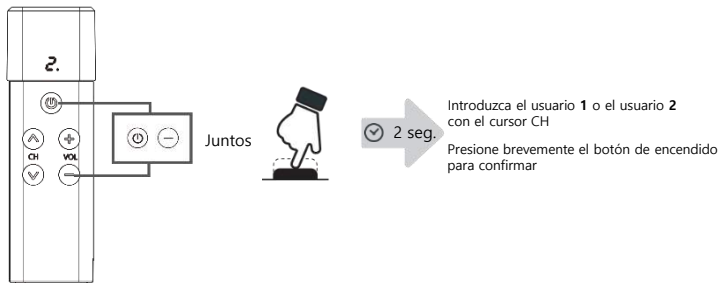 2.
CH VOL
Juntos
2 seg.
Introduzca el usuario 1 o el usuario 2
con el cursor CH
Presione brevemente el botón de encendido
para confirmar